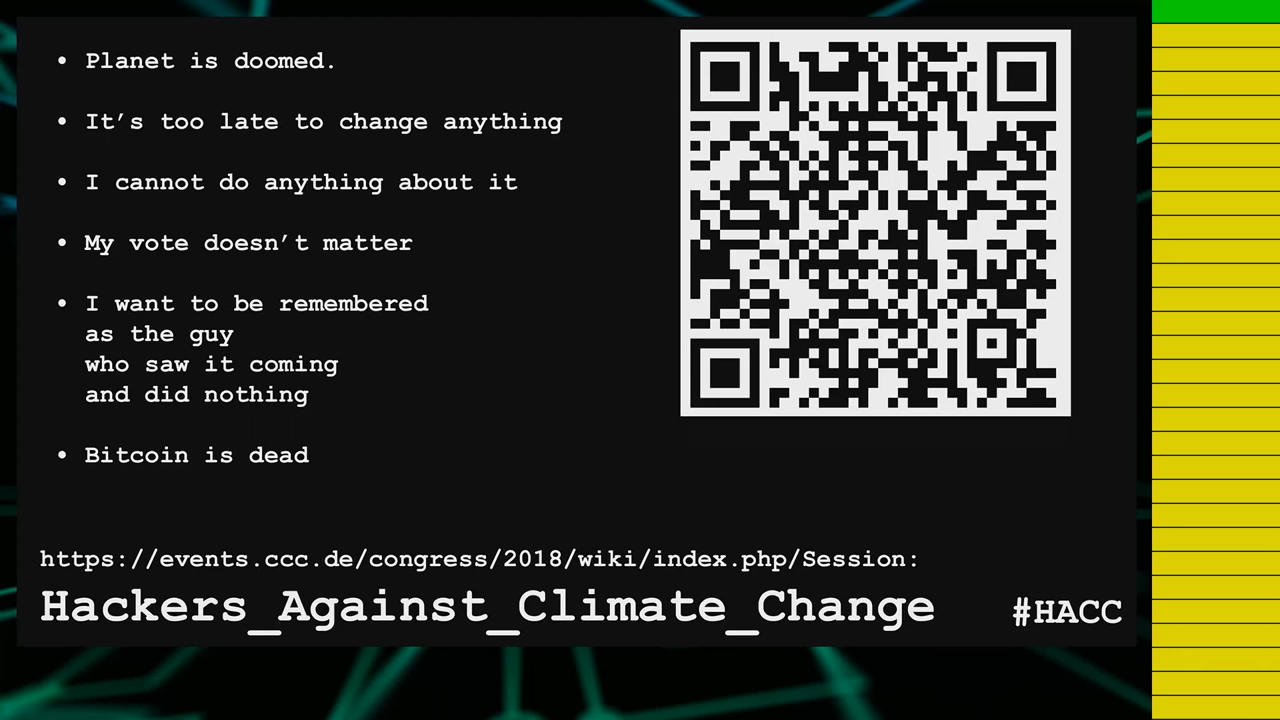 • Planet is doomed.
• It’s too late to change anything
• I cannot do anything about it
• My vote doesn’t matter
• I want to be remembered
as the guy
who saw it coming
and did nothing
• Bitcoin is dead
https://events.ccc.de/congress/2018/wiki/index.php/Session:
Hackers_Against_Climate_Change
#HACC